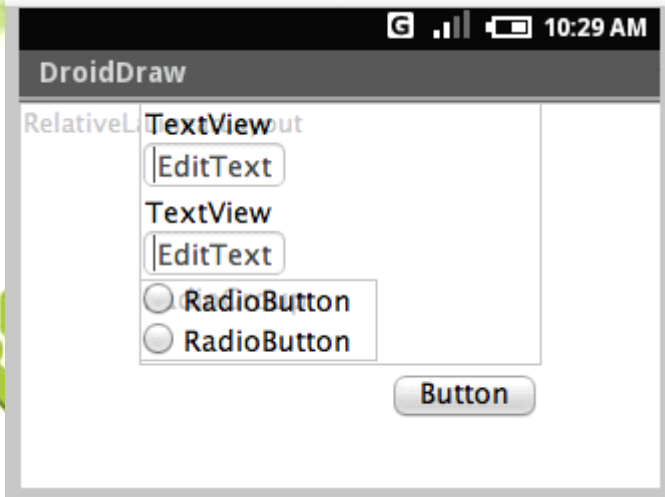 G 10:29 AM
DroidDraw
TextView
EditText
TextView
EditText
RadioButton
RadioButton
Button